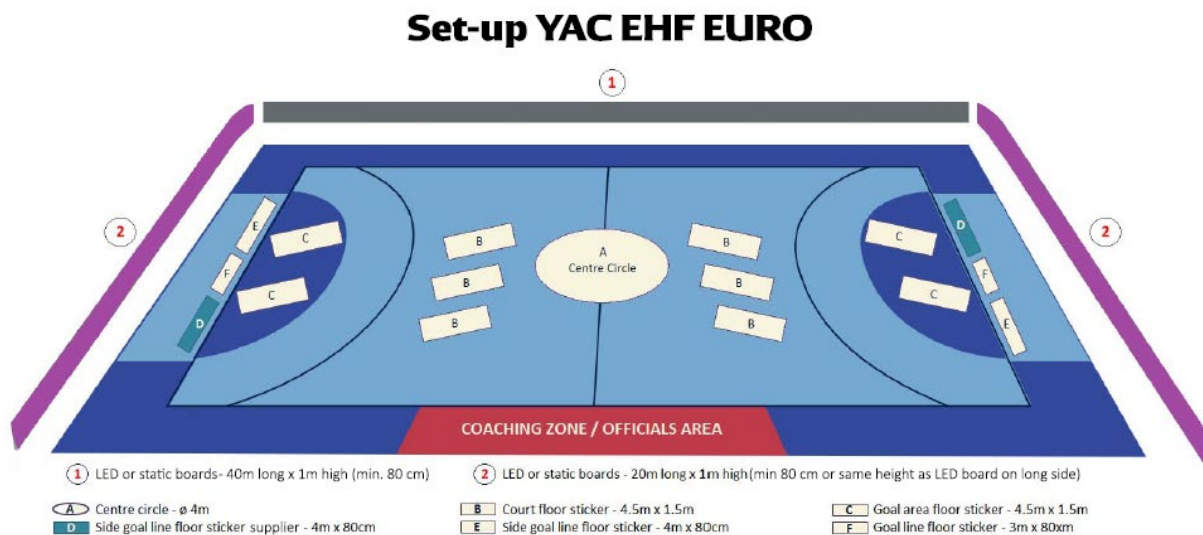 Set-up YAC EHF EURO
1
2
2
E
F
D
C
C
B
B
B
A
Centre Circle
B
B
B
C
C
D
F
E
COACHING ZONE / OFFICIALS AREA
1 LED or static boards- 40m long x 1m high (min. 80 cm)
2 LED or static boards - 20m long x 1m high(min 80 cm or same height as LED board on long side)
A Centre circle - ø 4m
B Court floor sticker - 4.5m x 1.5m
C Goal area floor sticker - 4.5m x 1.5m
D Side goal line floor sticker supplier - 4m x 80cm
E Side goal line floor sticker - 4m x 80cm
F Goal line floor sticker - 3m x 80xm